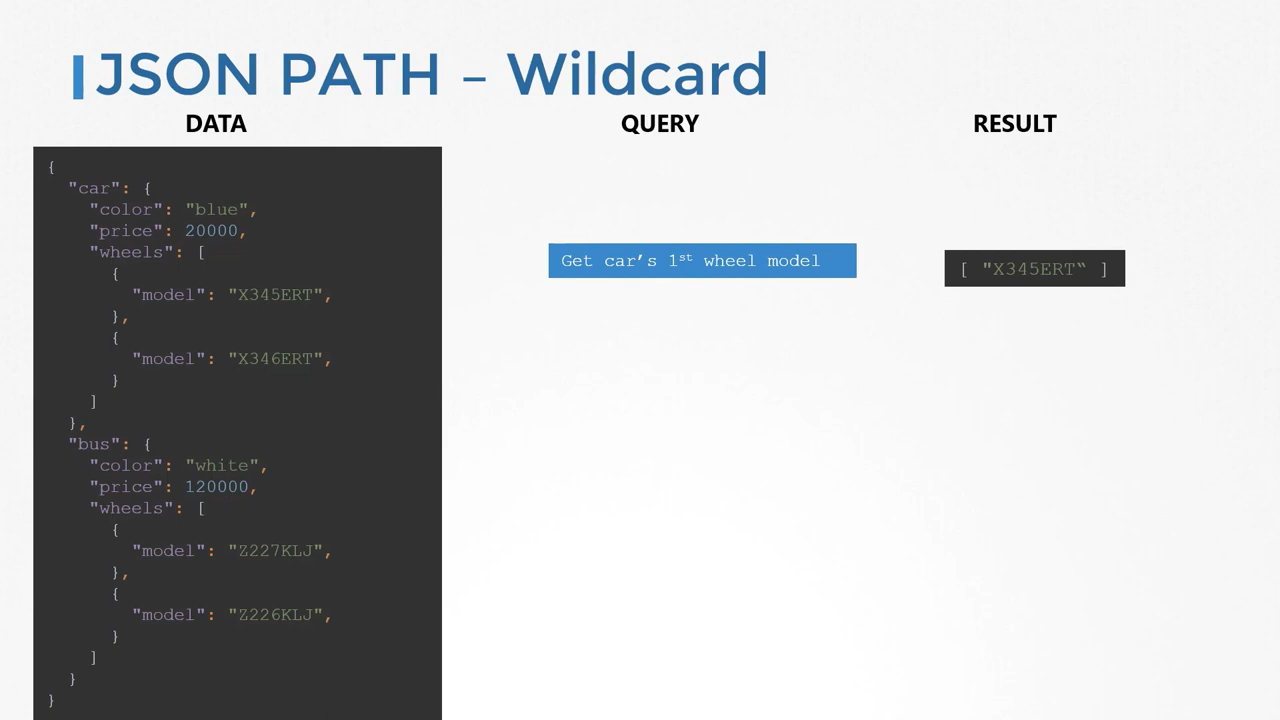 JSON PATH – Wildcard
DATA
QUERY
RESULT
{
  "car": {
    "color": "blue",
    "price": 20000,
    "wheels": [
      {
        "model": "X345ERT",
      },
      {
        "model": "X346ERT",
      }
    ]
  },
  "bus": {
    "color": "white",
    "price": 120000,
    "wheels": [
      {
        "model": "Z227KLJ",
      },
      {
        "model": "Z226KLJ",
      }
    ]
  }
}
Get car’s 1st wheel model
[ "X345ERT‟ ]